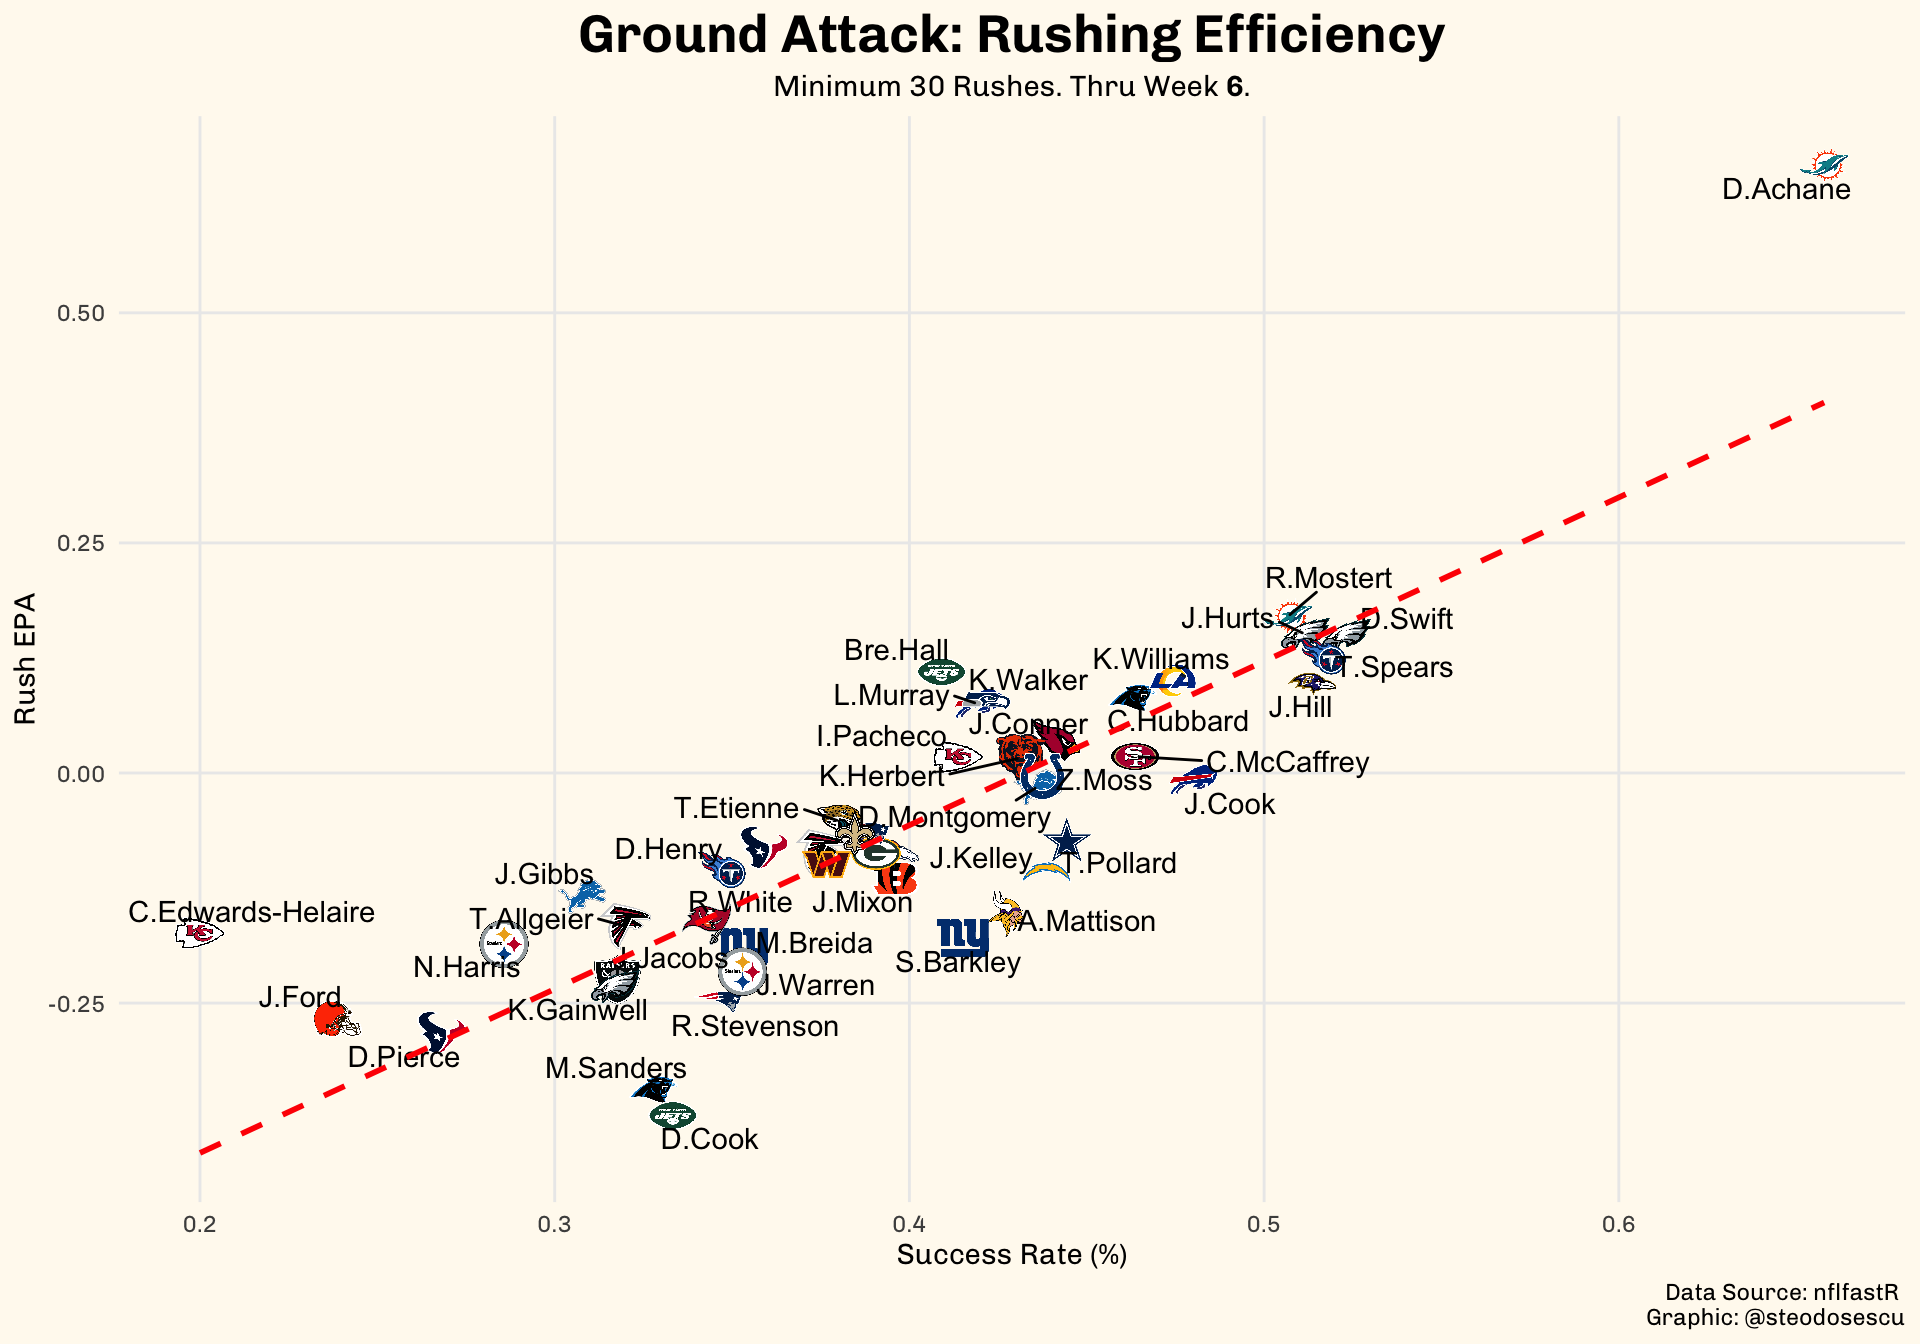 Ground Attack: Rushing Efficiency
Minimum 30 Rushes. Thru Week 6.
D.Achane
0.50
0.25
R.Mostert
J.Hurts
D.Swift
Bre.Hall
K.Williams
T.Spears
K.Walker
L.Murray
J.Hill
J.Conner
C.Hubbard
I.Pacheco
C.McCaffrey
0.00
K.Herbert
Z.Moss
J.Cook
T.Etienne
D.Montgomery
D.Henry
J.Kelley
T.Pollard
J.Gibbs
R.White
J.Mixon
C.Edwards-Helaire
T.Allgeier
A.Mattison
M.Breida
J.Jacobs
S.Barkley
N.Harris
J.Warren
J.Ford
-0.25
K.Gainwell
R.Stevenson
D.Pierce
M.Sanders
D.Cook
Rush EPA
0.2
0.3
0.4
0.5
0.6
Success Rate (%)
Data Source: nflfastR
Graphic: @steodosescu